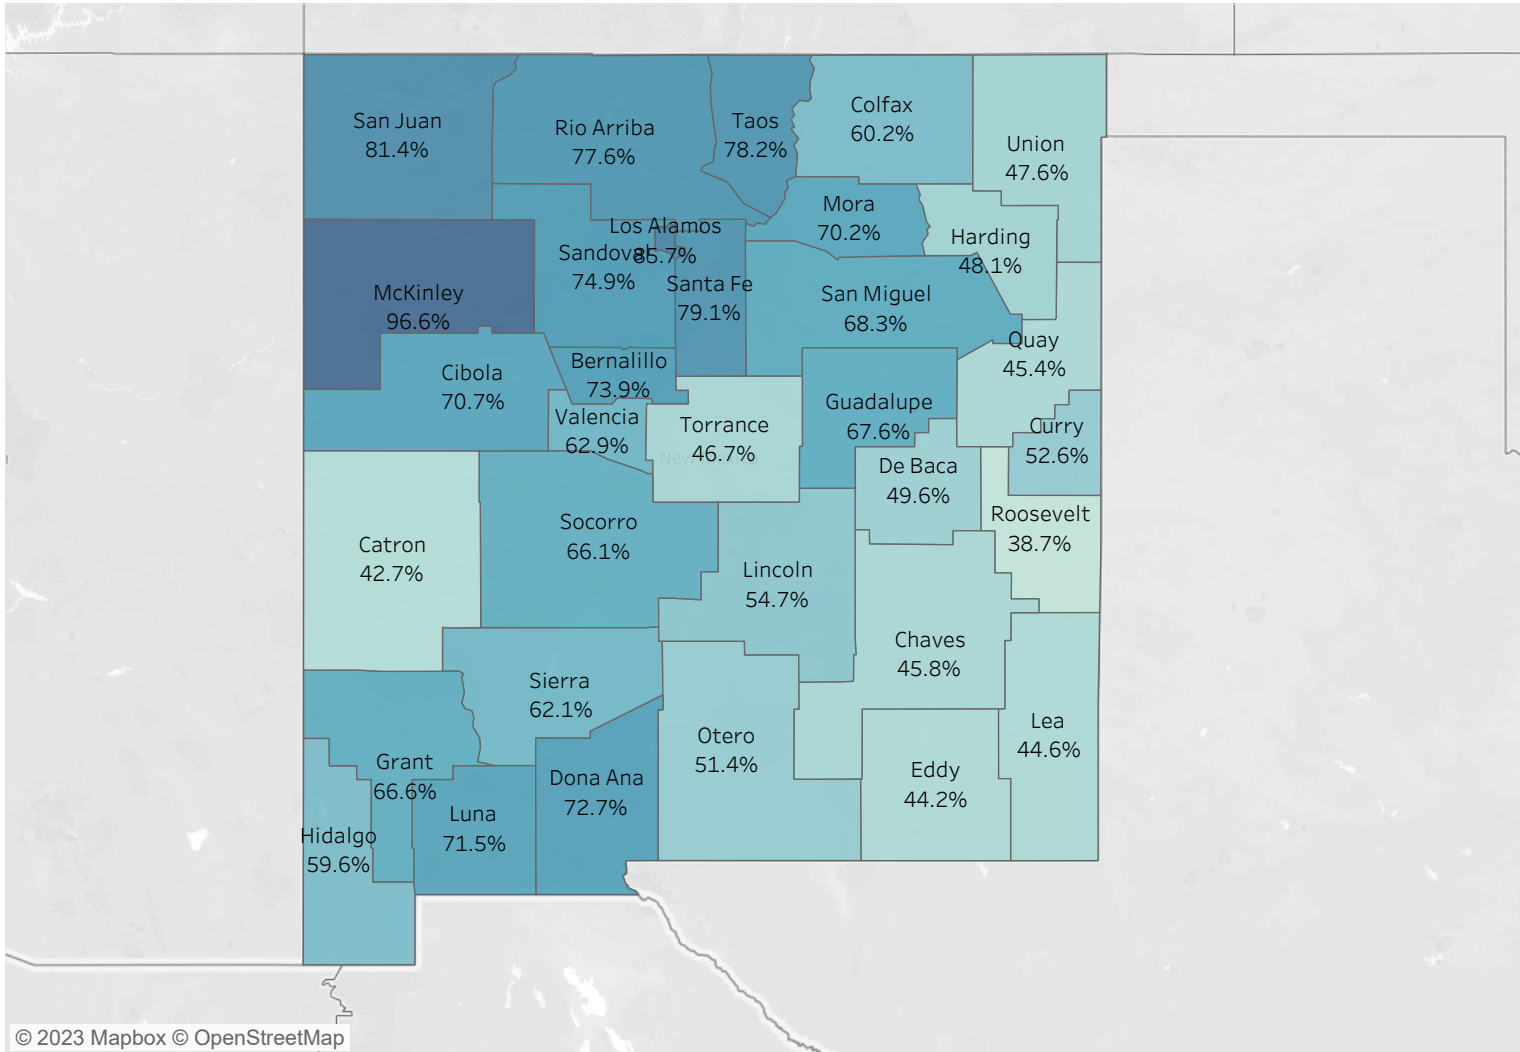 San Juan
81.4%
Rio Arriba
77.6%
Taos
78.2%
Colfax
60.2%
Union
47.6%
Mora
70.2%
Harding
48.1%
Los Alamos
85.7%
Sandoval
74.9%
Santa Fe
79.1%
San Miguel
68.3%
McKinley
96.6%
Quay
45.4%
Cibola
70.7%
Bernalillo
73.9%
Valencia
62.9%
Torrance
46.7%
New Mexico
Guadalupe
67.6%
Curry
52.6%
De Baca
49.6%
Roosevelt
38.7%
Catron
42.7%
Socorro
66.1%
Lincoln
54.7%
Chaves
45.8%
Sierra
62.1%
Otero
51.4%
Lea
44.6%
Eddy
44.2%
Grant
66.6%
Dona Ana
72.7%
Luna
71.5%
Hidalgo
59.6%
© 2023 Mapbox © OpenStreetMap